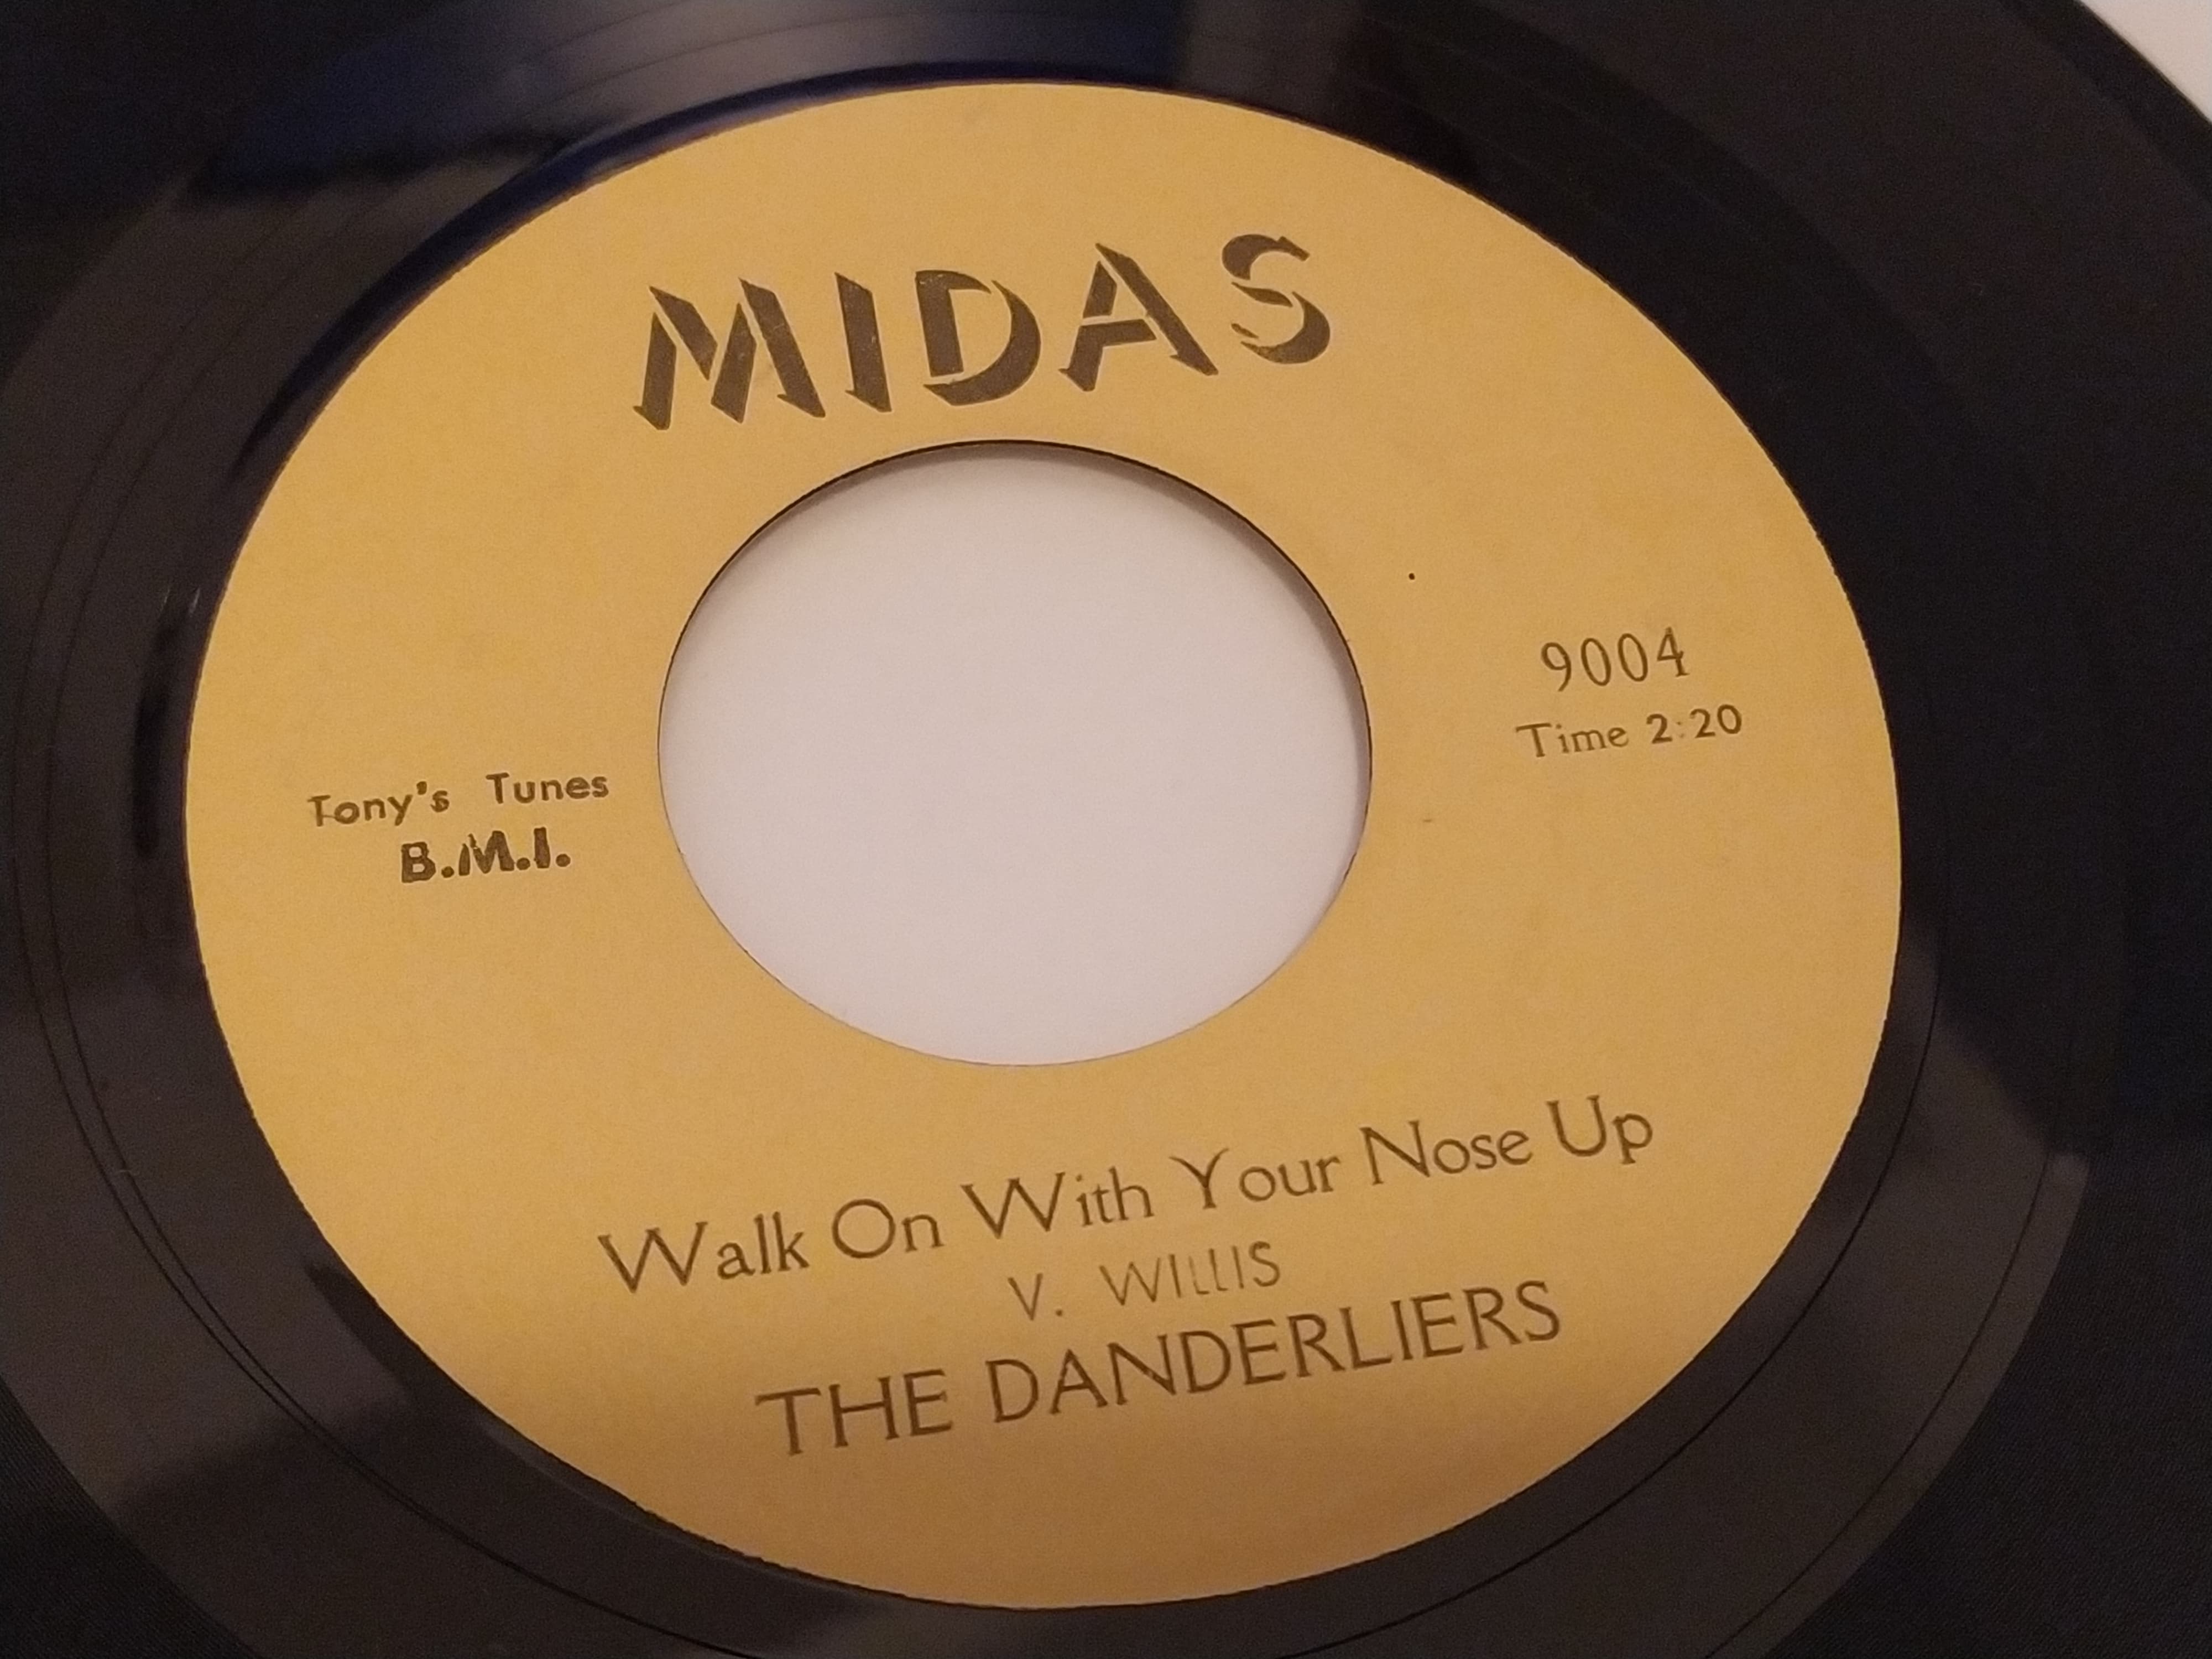 MIDAS
9004
Time 2:20
Tony's Tunes
B.M.I.
Walk On With Your Nose Up
V. WILLIS
THE DANDERLIERS